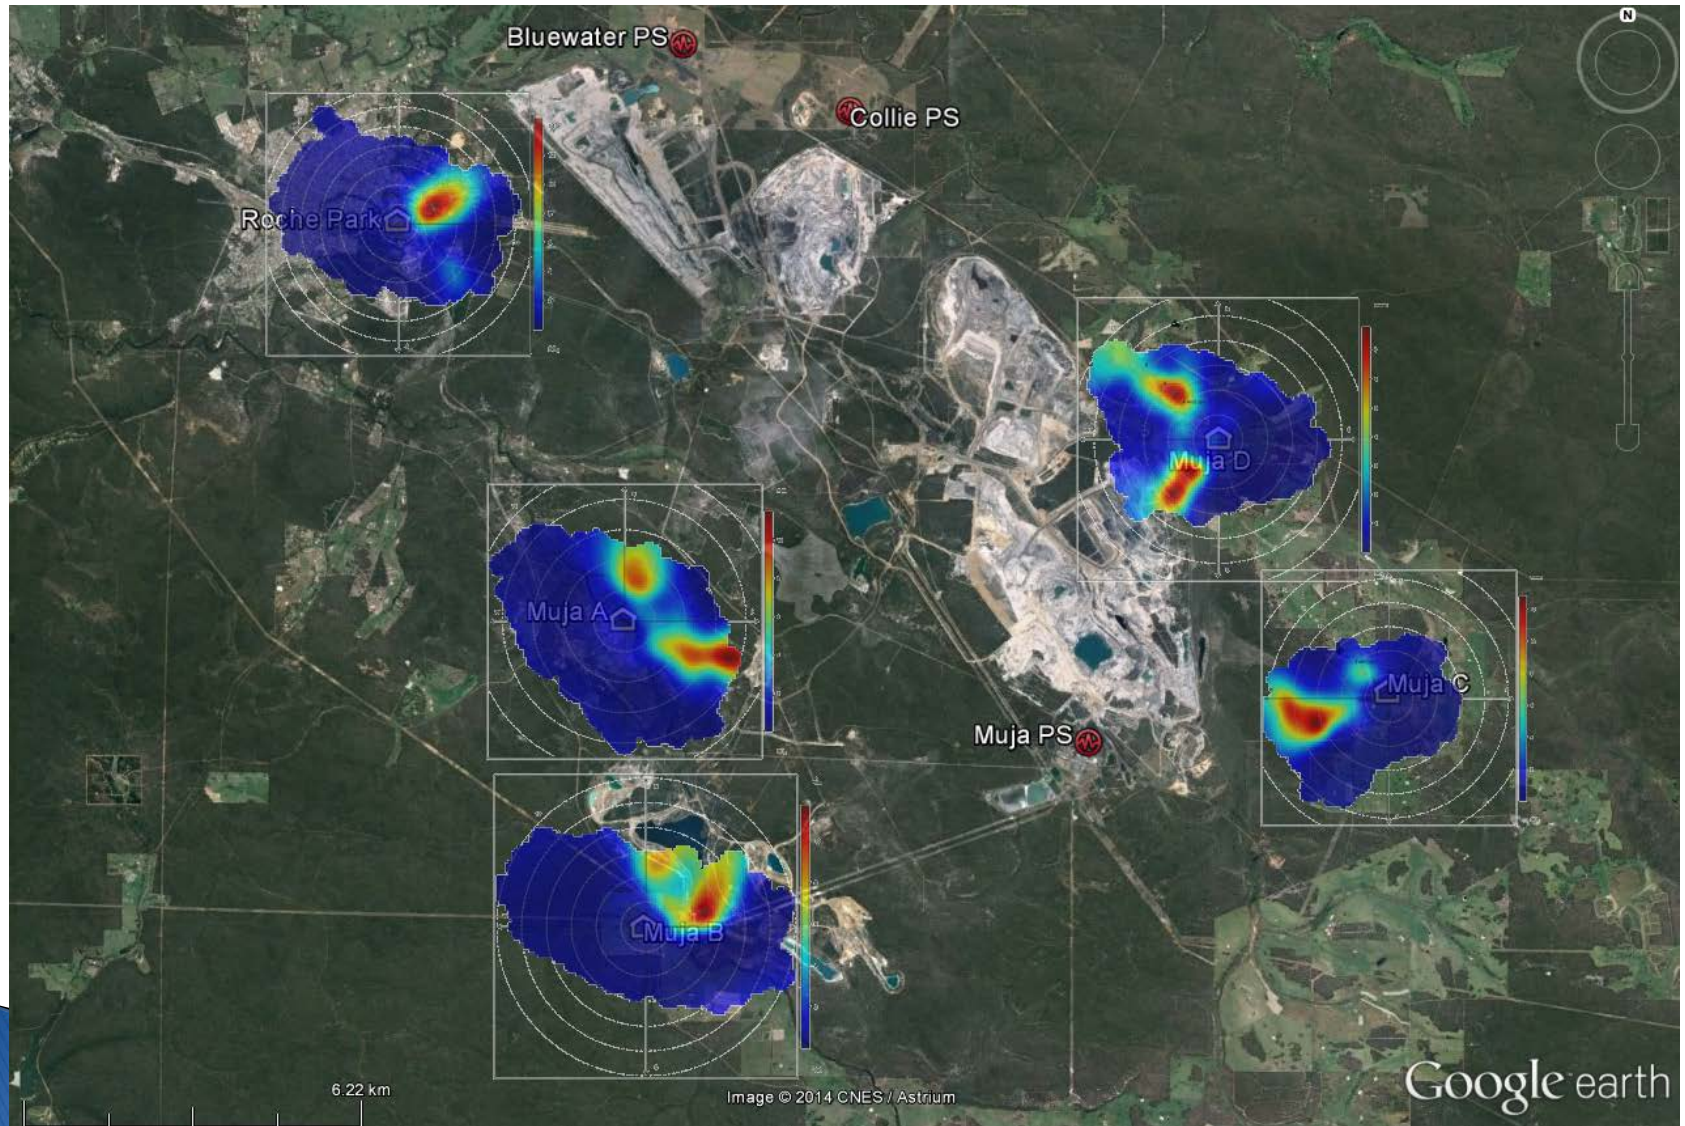 N
Bluewater PS
Collie PS
Roche Park
Muja D
Muja A
Muja C
Muja PS
Muja B
6.22 km
Image © 2014 CNES / Astrium
Google earth